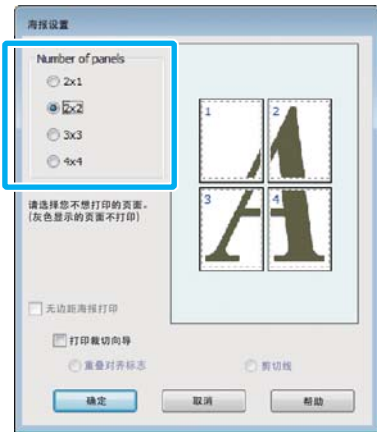 海报设置
Number of panels
2x1
2x2
3x3
4x4
1 2
3 4
请选择您不想打印的页面。
(灰色显示的页面不打印)
无边距海报打印
打印裁切向导
重叠对齐标志 剪切线
确定 取消 帮助